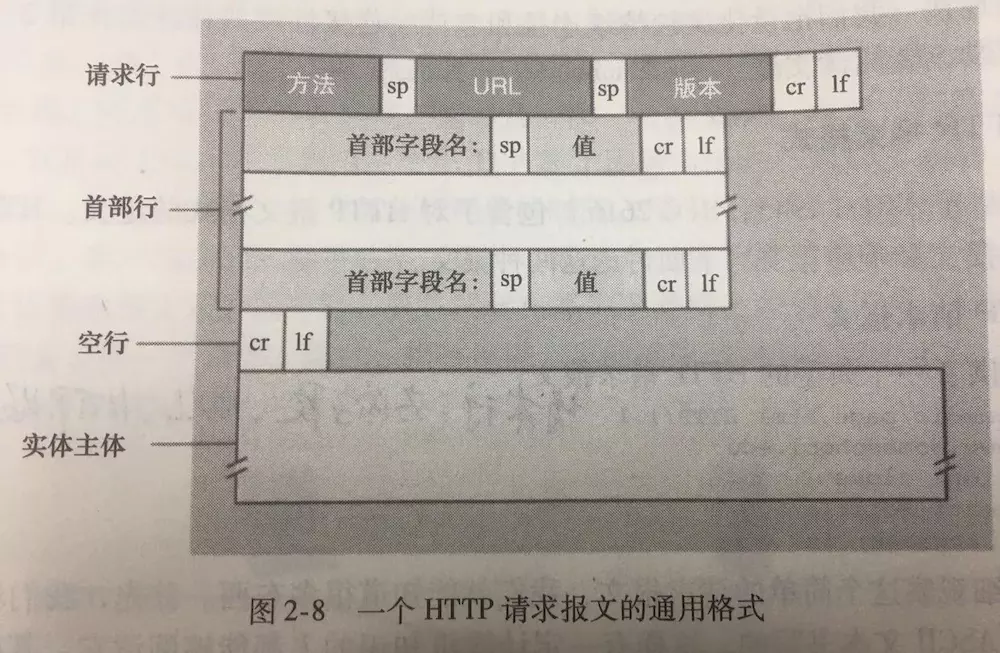 请求行 方法 sp URL sp 版本 cr lf
首部字段名: sp 值 cr lf
首部行
首部字段名: sp 值 cr lf
空行 cr lf
实体主体
图 2-8 一个 HTTP 请求报文的通用格式